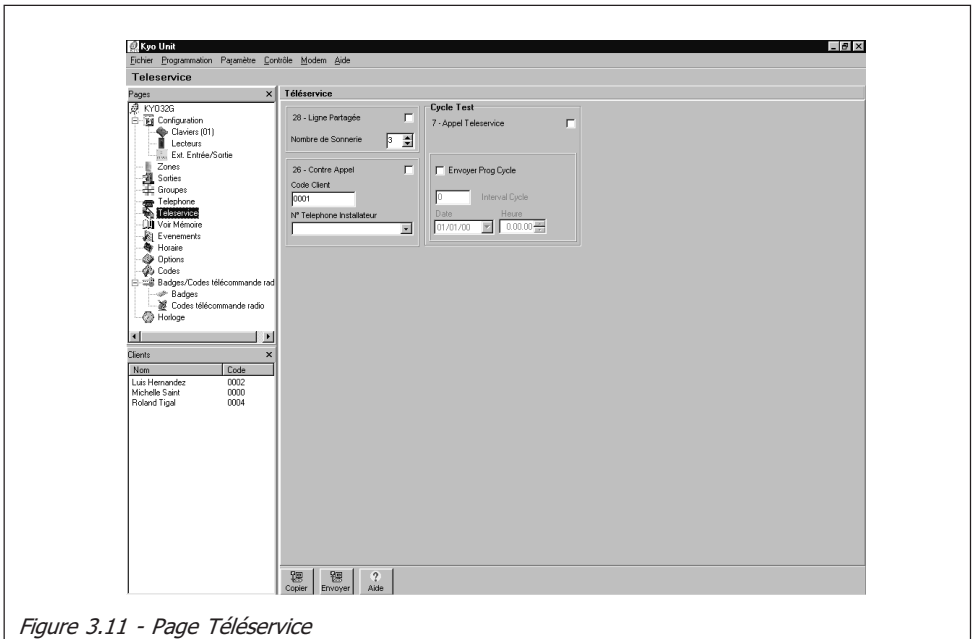 Kyo Unit
Fichier Programmation Paramètre Contrôle Modem Aide
Teleservice
Pages
KYO32G
Configuration
Claviers (01)
Lecteurs
Ext. Entrée/Sortie
Zones
Sorties
Groupes
Telephone
Teleservice
Voir Mémoire
Evenements
Horaire
Options
Codes
Badges/Codes télécommande rad
Badges
Codes télécommande radio
Horloge
Clients
Nom Code
Luis Hernandez 0002
Michelle Saint 0000
Roland Tigal 0004
Téléservice
28 - Ligne Partagée
Nombre de Sonnerie 3
26 - Contre Appel
Code Client
0001
N° Telephone Installateur
Cycle Test
7 - Appel Teleservice
Envoyer Prog Cycle
0 Interval Cycle
Date Heure
01/01/00 0.00.00
Copier Envoyer Aide
Figure 3.11 - Page Téléservice